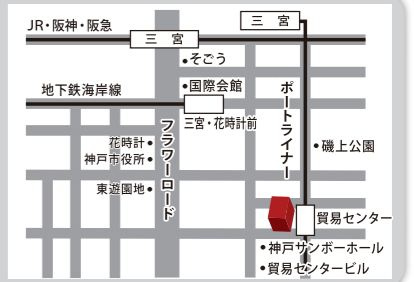 三宮
JR・阪神・阪急
三宮
そごう
国際会館
地下鉄海岸線
三宮・花時計前
ポートライナー
フラワーロード
花時計
神戸市役所
東遊園地
磯上公園
貿易センター
神戸サンボーホール
貿易センタービル